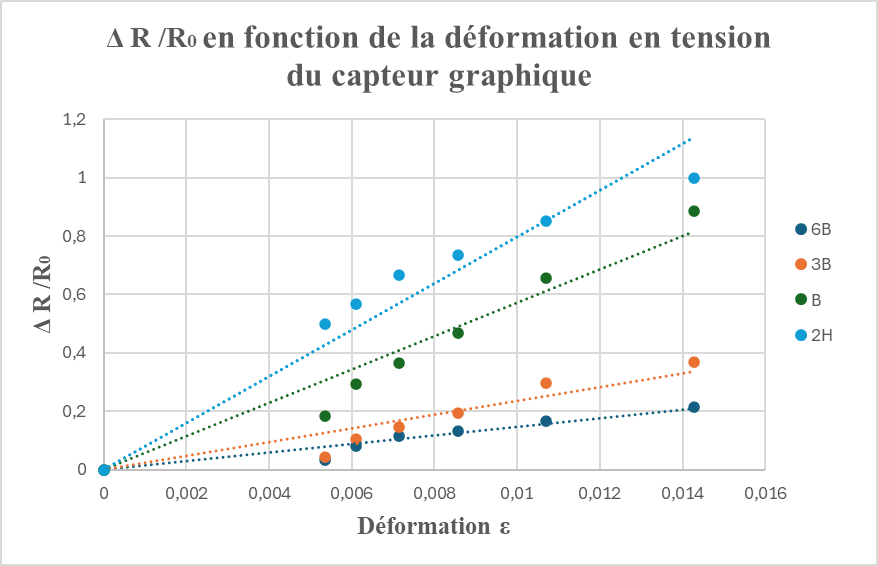 Δ R /R₀ en fonction de la déformation en tension
du capteur graphique
1,2
1
0,8
0,6
0,4
0,2
0
0 0,002 0,004 0,006 0,008 0,01 0,012 0,014 0,016
Δ R /R₀
Déformation ε
6B
3B
B
2H